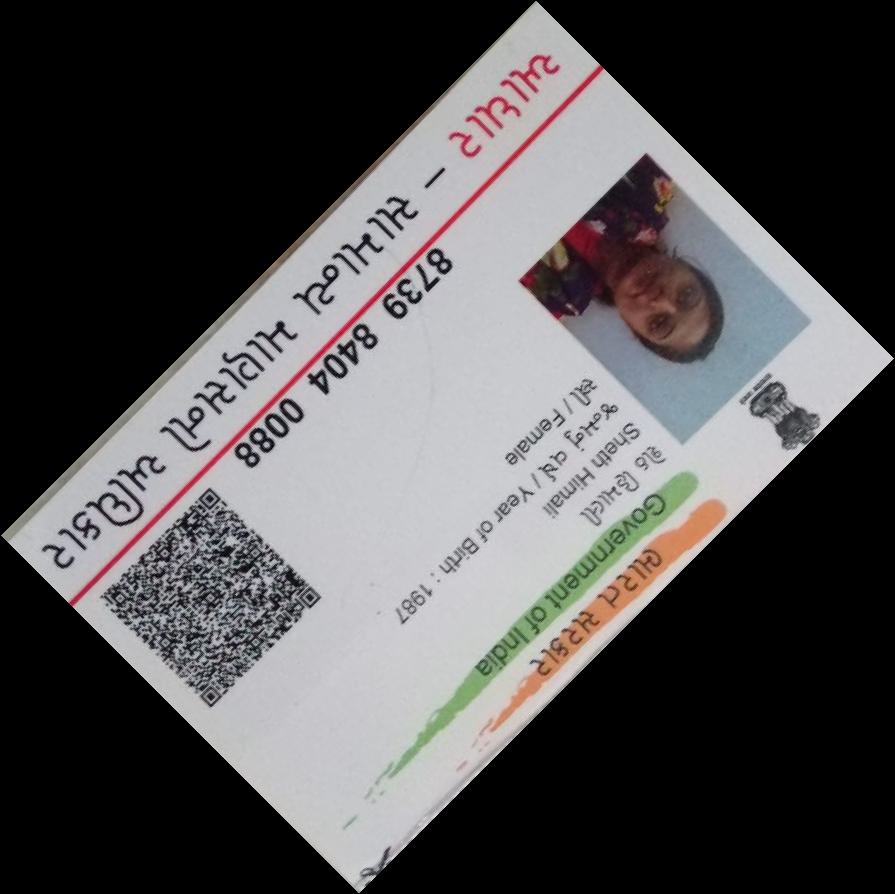 ભારત સરકાર
Government of India
શેઠ હિમાલી
Sheth Himali
જન્મનું વર્ષ / Year of Birth : 1987
સ્ત્રી / Female
8739 8404 0088
આધાર – સામાન્ય માણસનો અધિકાર